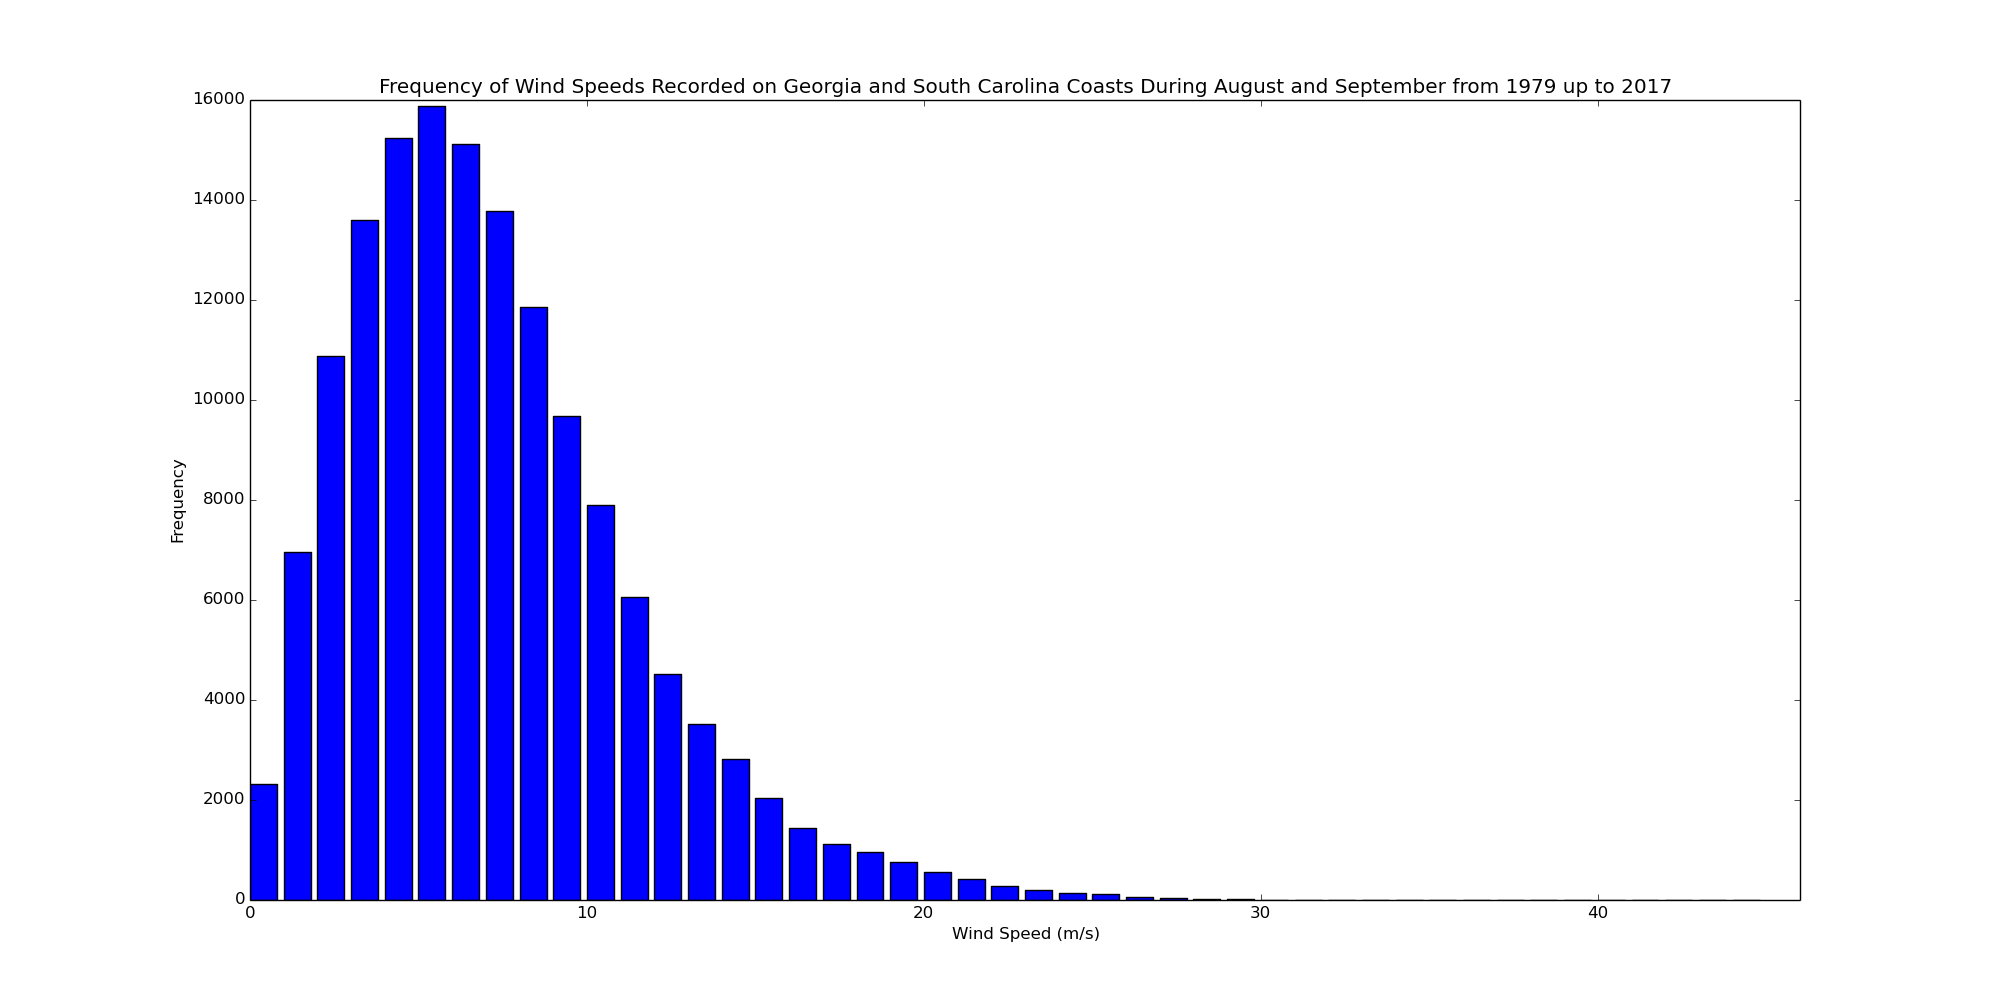 Frequency of Wind Speeds Recorded on Georgia and South Carolina Coasts During August and September from 1979 up to 2017
16000
14000
12000
10000
8000
6000
4000
2000
0
Frequency
0 10 20 30 40
Wind Speed (m/s)